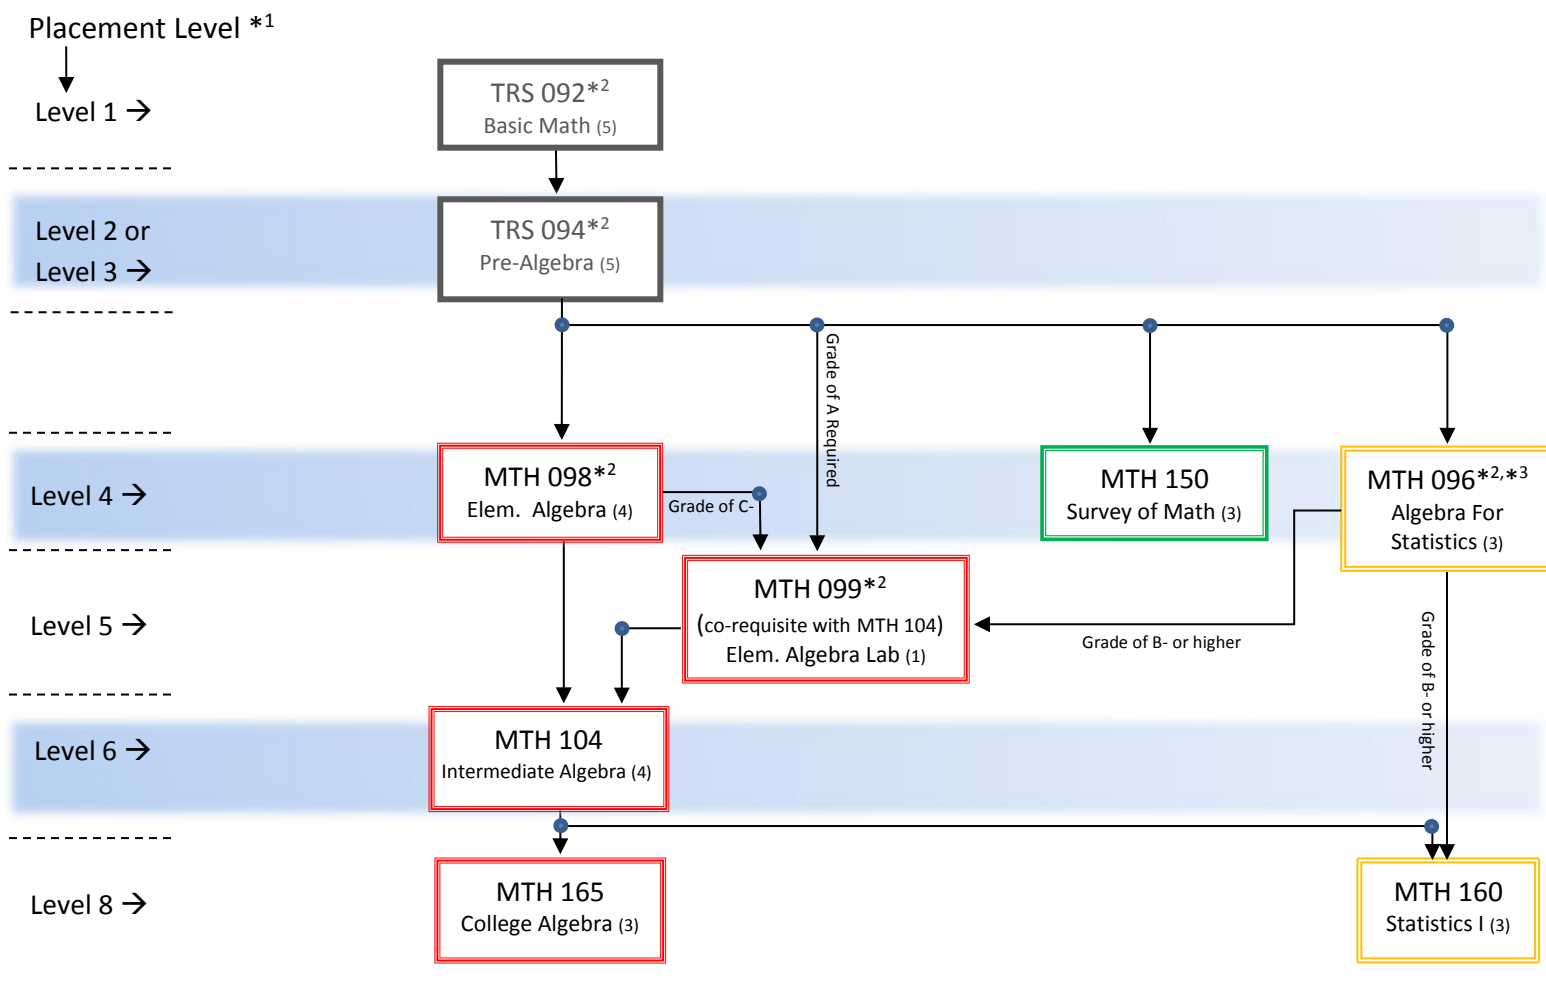 Placement Level *1
Level 1 →
TRS 092*2
Basic Math (5)
Level 2 or
Level 3 →
TRS 094*2
Pre-Algebra (5)
Grade of A Required
Level 4 →
MTH 098*2
Elem.  Algebra (4)
Grade of C-
MTH 150
Survey of Math (3)
MTH 096*2,*3
Algebra For
Statistics (3)
Level 5 →
MTH 099*2
(co-requisite with MTH 104)
Elem. Algebra Lab (1)
Grade of B- or higher
Grade of B- or higher
Level 6 →
MTH 104
Intermediate Algebra (4)
Level 8 →
MTH 165
College Algebra (3)
MTH 160
Statistics I (3)